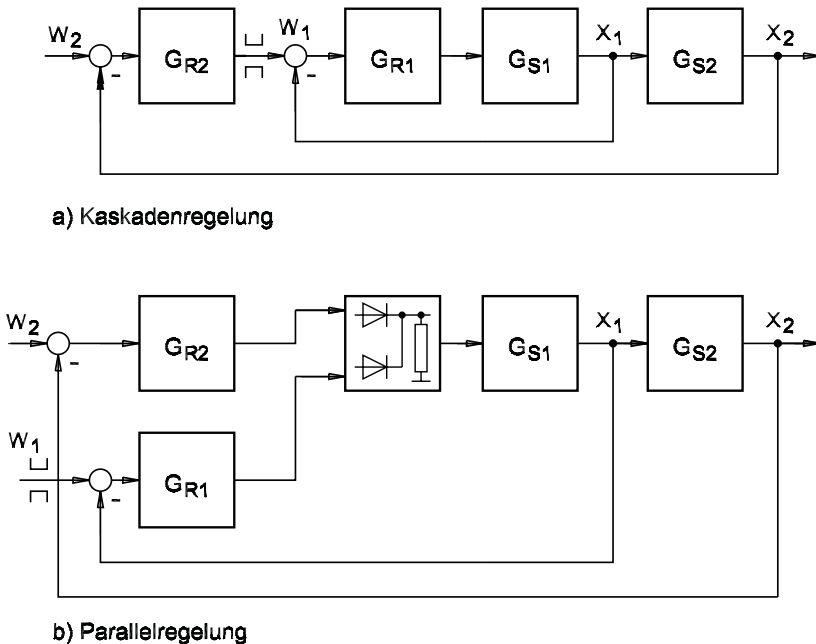 W2 - GR2 W1 - GR1 GS1 X1 GS2 X2
a) Kaskadenregelung
W2 - GR2 GS1 X1 GS2 X2
W1 - GR1
b) Parallelregelung